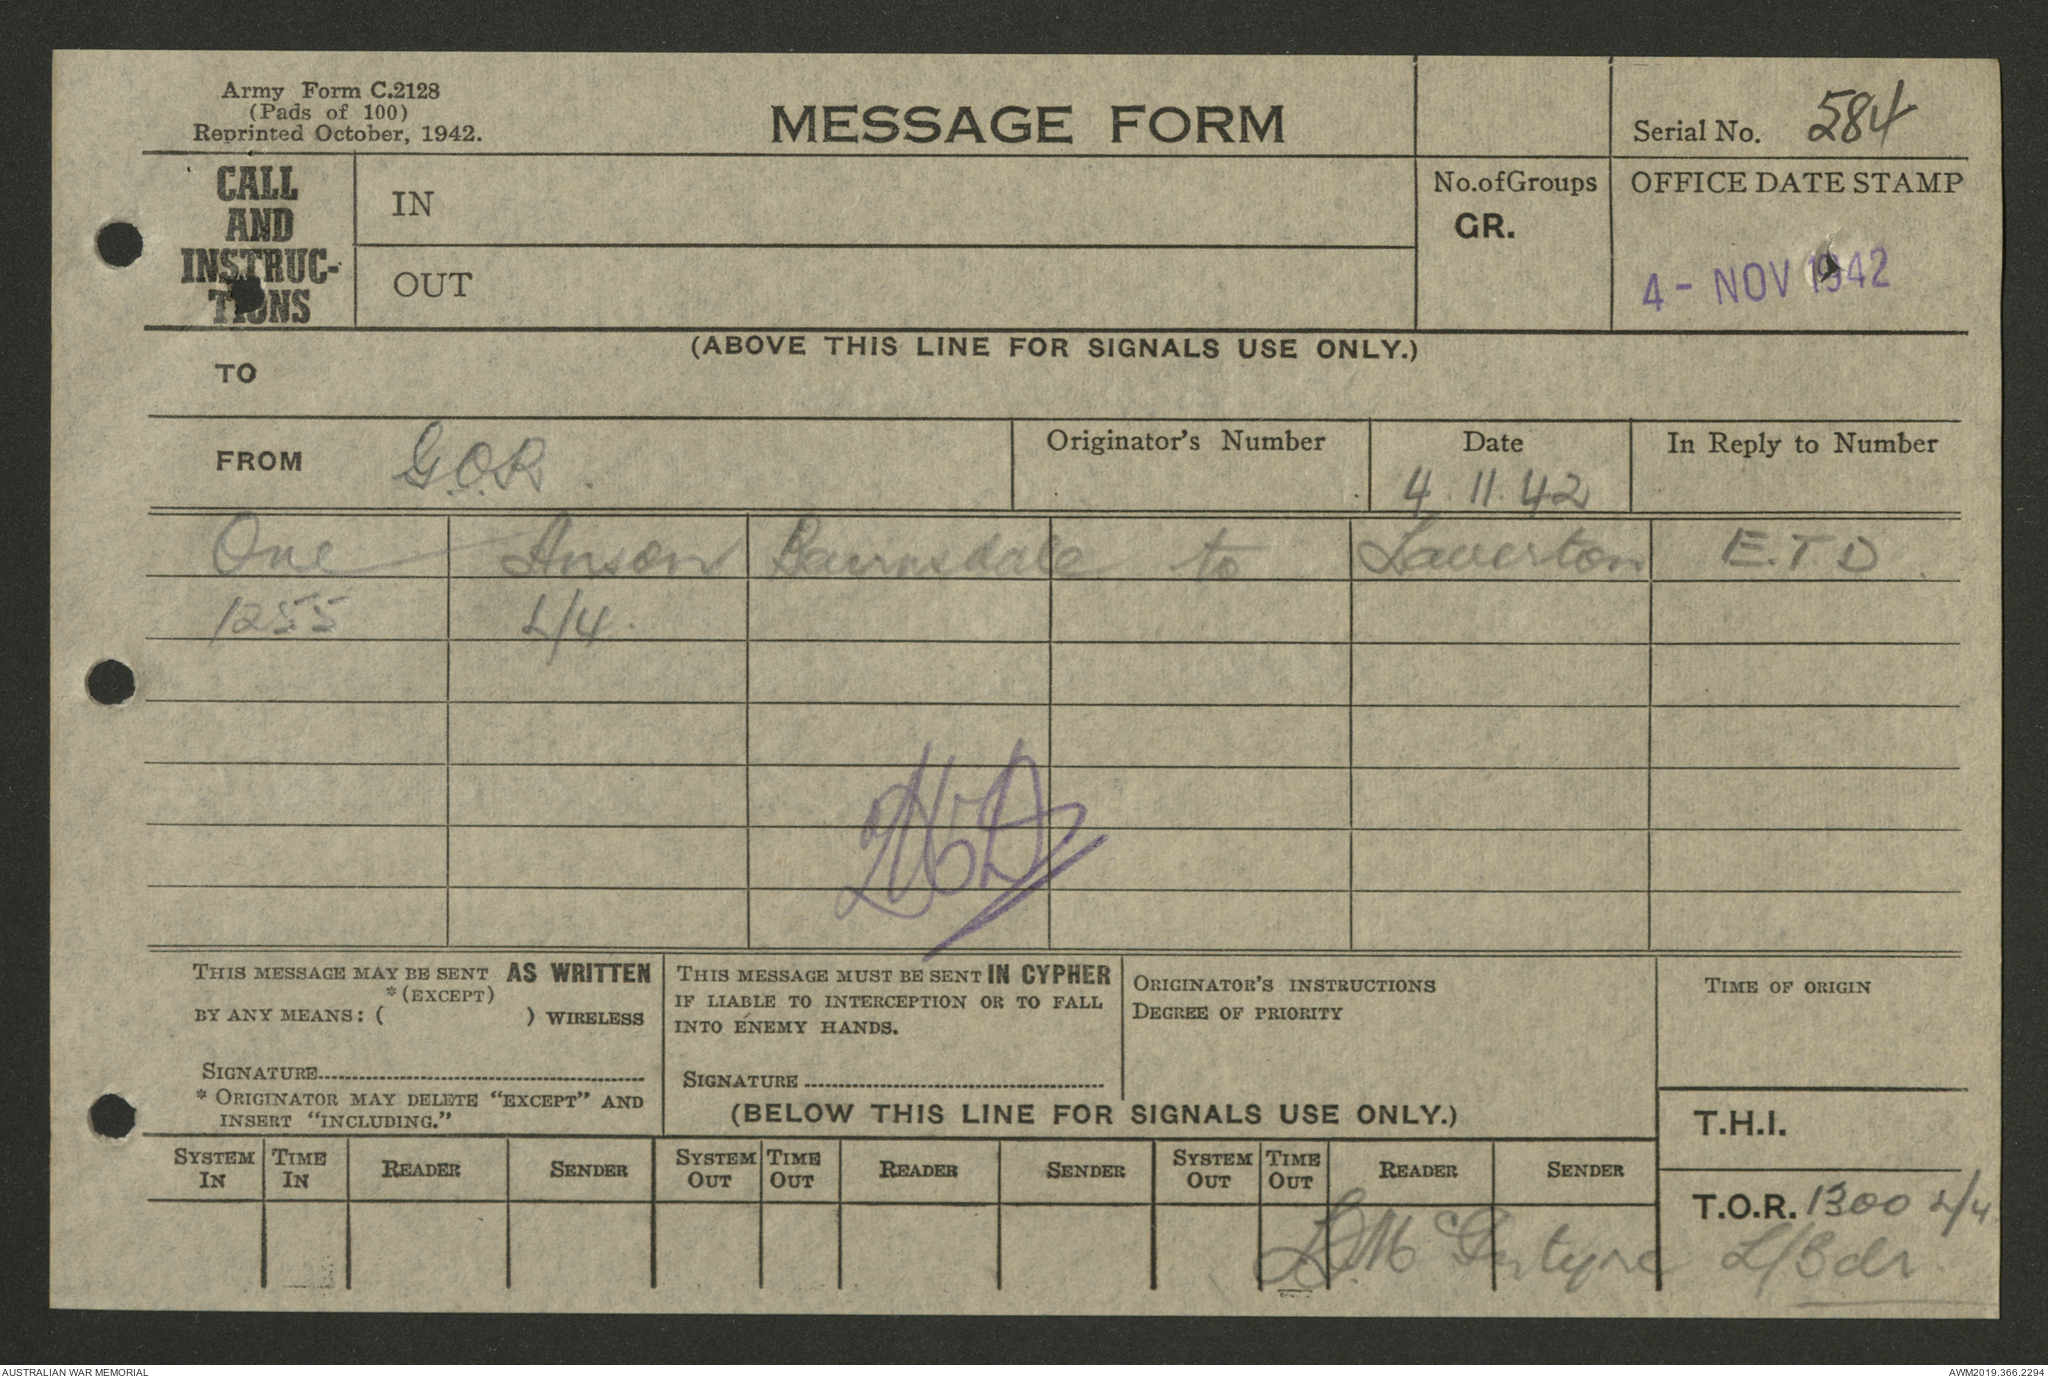 Army Form C.2128
(Pads of 100)
Reprinted October, 1942.
MESSAGE FORM
Serial No. 584
CALL
AND
INSTRUC-
TIONS
IN
OUT
No.ofGroups
GR.
OFFICE DATE STAMP
4 - NOV 1942
(ABOVE THIS LINE FOR SIGNALS USE ONLY.)
TO
FROM G.O.R.
Originator's Number
Date
4.11.42
In Reply to Number
One Anson Bairnsdale to Laverton E.T.D.
1255 L/4.
THIS MESSAGE MAY BE SENT AS WRITTEN
*(EXCEPT)
BY ANY MEANS: ( ) WIRELESS
SIGNATURE
* ORIGINATOR MAY DELETE "EXCEPT" AND
INSERT "INCLUDING."
THIS MESSAGE MUST BE SENT IN CYPHER
IF LIABLE TO INTERCEPTION OR TO FALL
INTO ENEMY HANDS.
SIGNATURE
ORIGINATOR'S INSTRUCTIONS
DEGREE OF PRIORITY
TIME OF ORIGIN
(BELOW THIS LINE FOR SIGNALS USE ONLY.)
T.H.I.
SYSTEM IN TIME IN READER SENDER SYSTEM OUT TIME OUT READER SENDER SYSTEM OUT TIME OUT READER SENDER
T.O.R. 1300 L/4
McIntyre L/Bdr
AUSTRALIAN WAR MEMORIAL
AWM2019.366.2294